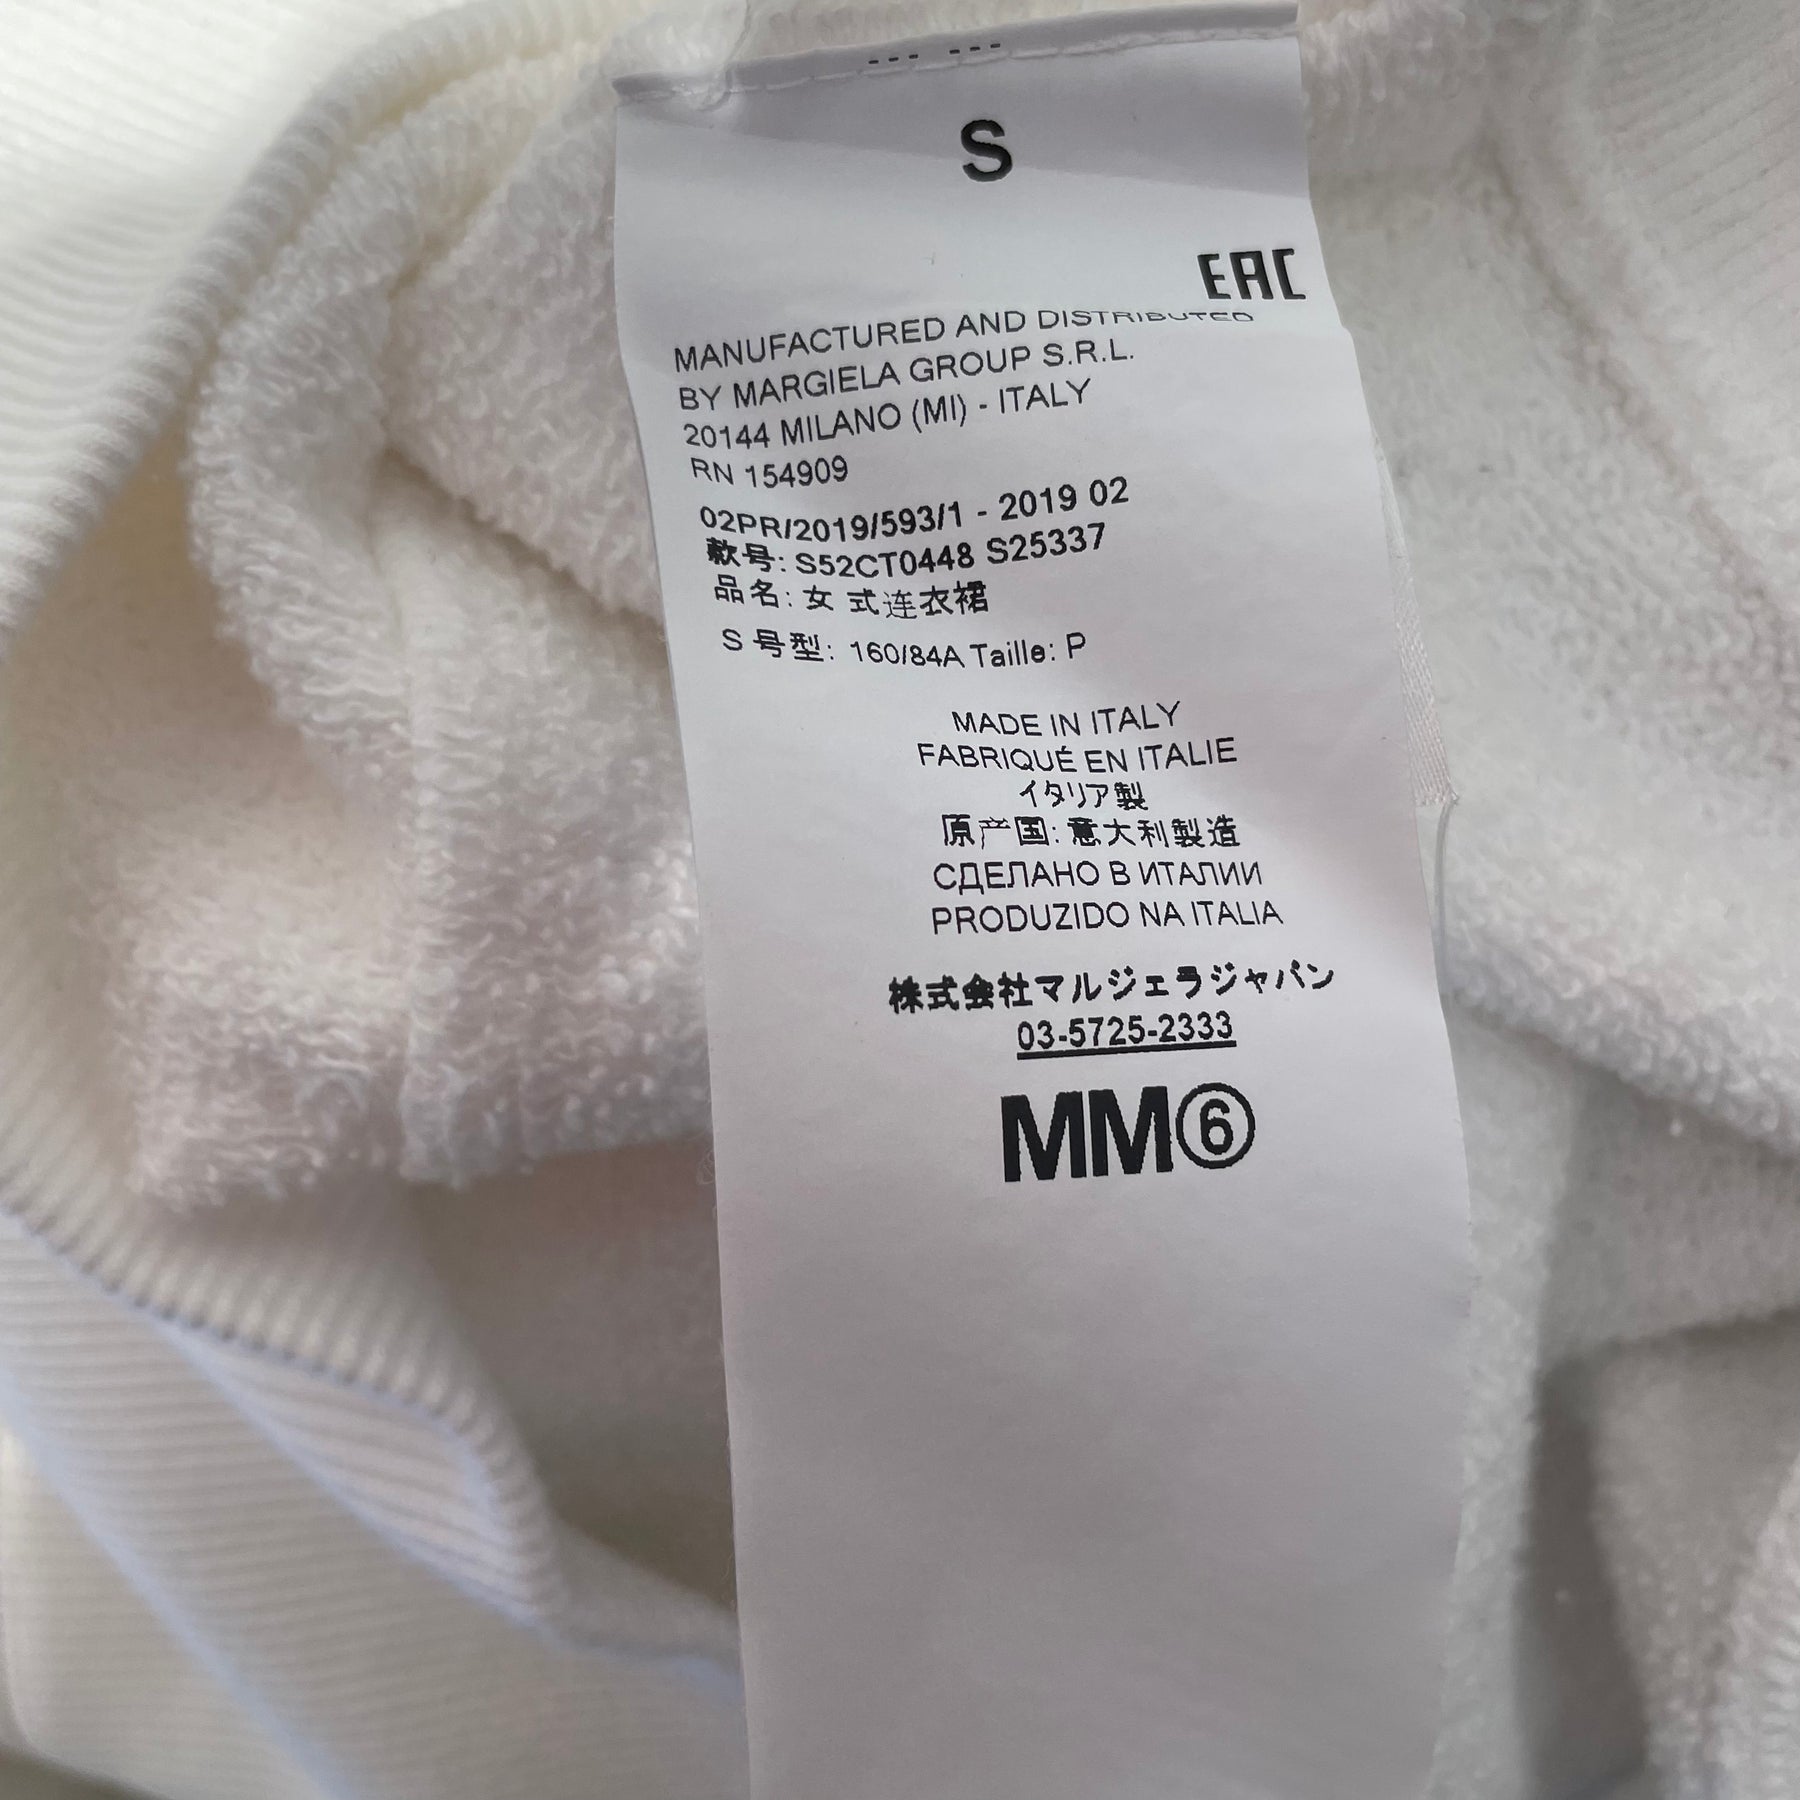 S
EAC
MANUFACTURED AND DISTRIBUTED
BY MARGIELA GROUP S.R.L.
20144 MILANO (MI) - ITALY
RN 154909
02PR/2019/593/1 - 2019 02
款号: S52CT0448 S25337
品名: 女 式连衣裙
S 号型: 160/84A Taille: P
MADE IN ITALY
FABRIQUÉ EN ITALIE
イタリア製
原产国: 意大利製造
СДЕЛАНО В ИТАЛИИ
PRODUZIDO NA ITALIA
株式会社マルジェラジャパン
03-5725-2333
MM⑥